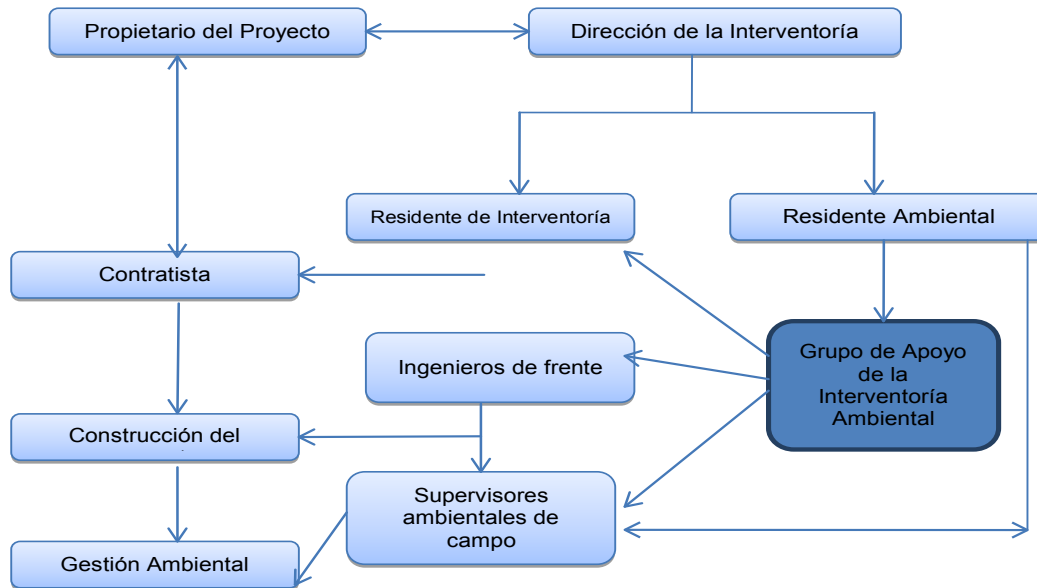 Propietario del Proyecto
Dirección de la Interventoría
Residente de Interventoría
Residente Ambiental
Contratista
Ingenieros de frente
Grupo de Apoyo
de la
Interventoría
Ambiental
Construcción del
Supervisores
ambientales de
campo
Gestión Ambiental